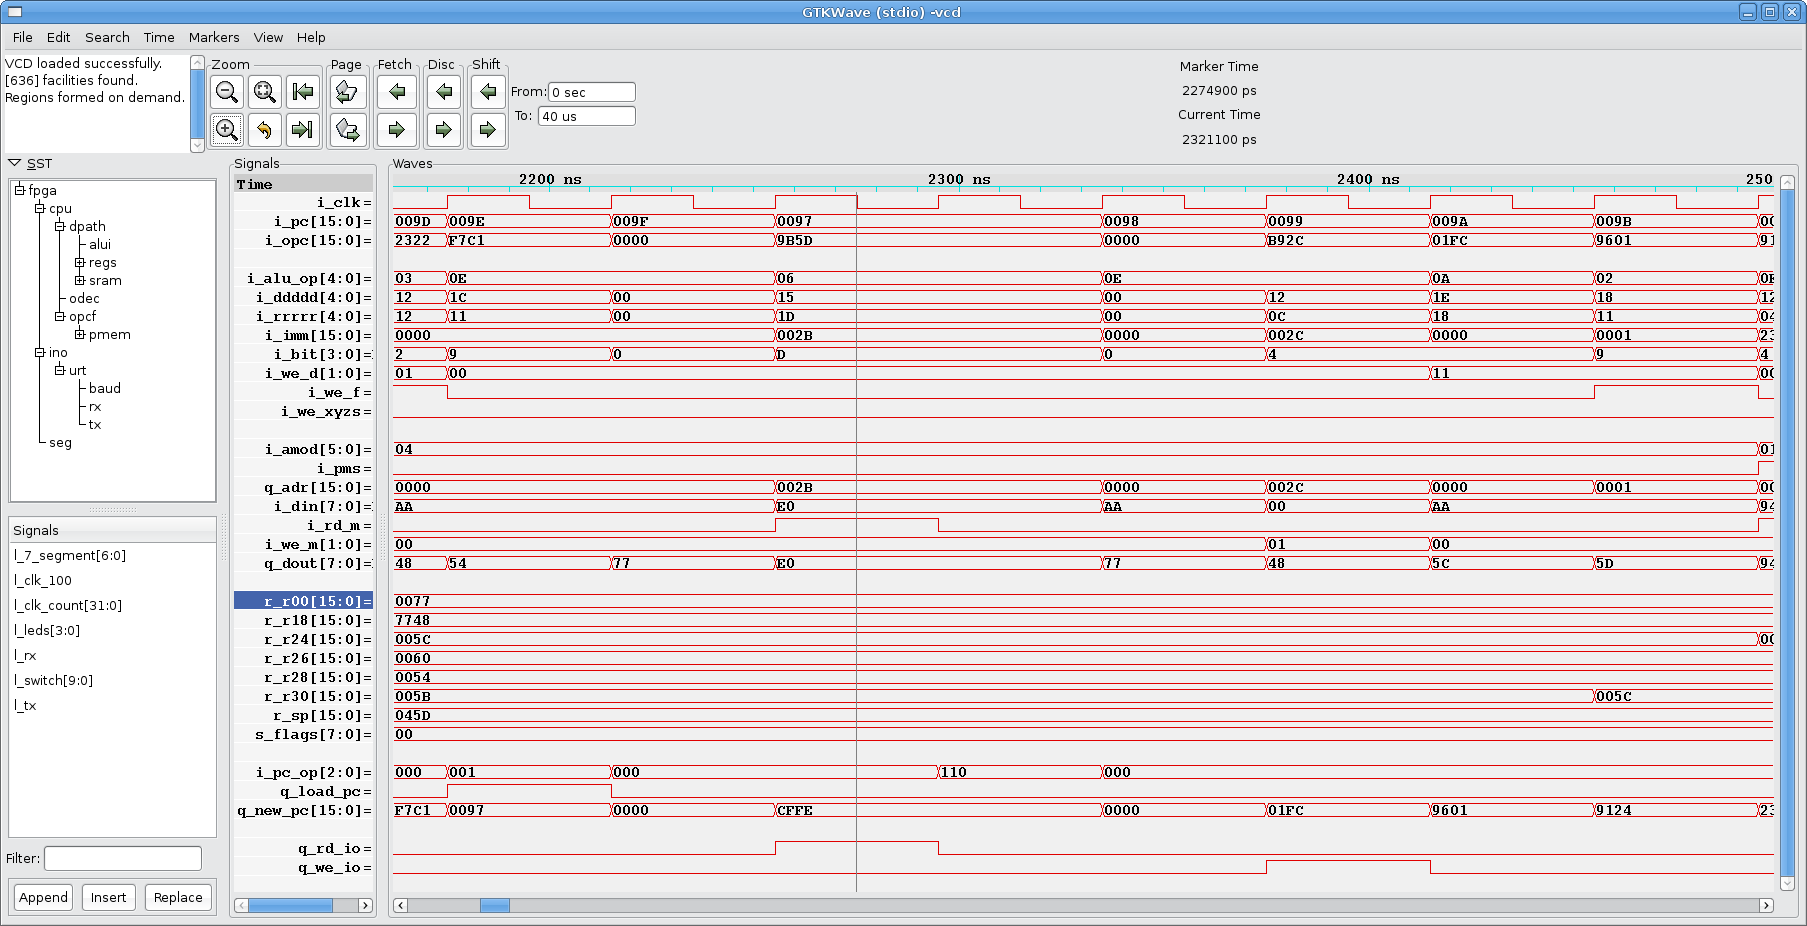 GTKWave (stdio) -vcd
File Edit Search Time Markers View Help
VCD loaded successfully.
[636] facilities found.
Regions formed on demand.
Zoom Page Fetch Disc Shift
From: 0 sec
To: 40 us
Marker Time
2274900 ps
Current Time
2321100 ps
SST
fpga
cpu
dpath
alui
regs
sram
odec
opcf
pmem
ino
urt
baud
rx
tx
seg
Signals
l_7_segment[6:0]
l_clk_100
l_clk_count[31:0]
l_leds[3:0]
l_rx
l_switch[9:0]
l_tx
Filter:
Append Insert Replace
Signals
Waves
Time 2200 ns 2300 ns 2400 ns 250
i_clk=
i_pc[15:0]= 009D 009E 009F 0097 0098 0099 009A 009B 00
i_opc[15:0]= 2322 F7C1 0000 9B5D 0000 B92C 01FC 9601 91
i_alu_op[4:0]= 03 0E 06 0E 0A 02 0E
i_ddddd[4:0]= 12 1C 00 15 00 12 1E 18 12
i_rrrrr[4:0]= 12 11 00 1D 00 0C 18 11 04
i_imm[15:0]= 0000 002B 0000 002C 0000 0001 23
i_bit[3:0]= 2 9 0 D 0 4 9 4
i_we_d[1:0]= 01 00 11 00
i_we_f=
i_we_xyzs=
i_amod[5:0]= 04 01
i_pms=
q_adr[15:0]= 0000 002B 0000 002C 0000 0001 00
i_din[7:0]= AA E0 AA 00 AA 94
i_rd_m=
i_we_m[1:0]= 00 01 00
q_dout[7:0]= 48 54 77 E0 77 48 5C 5D 94
r_r00[15:0]= 0077
r_r18[15:0]= 7748
r_r24[15:0]= 005C 00
r_r26[15:0]= 0060
r_r28[15:0]= 0054
r_r30[15:0]= 005B 005C
r_sp[15:0]= 045D
s_flags[7:0]= 00
i_pc_op[2:0]= 000 001 000 110 000
q_load_pc=
q_new_pc[15:0]= F7C1 0097 0000 CFFE 0000 01FC 9601 9124 23
q_rd_io=
q_we_io=